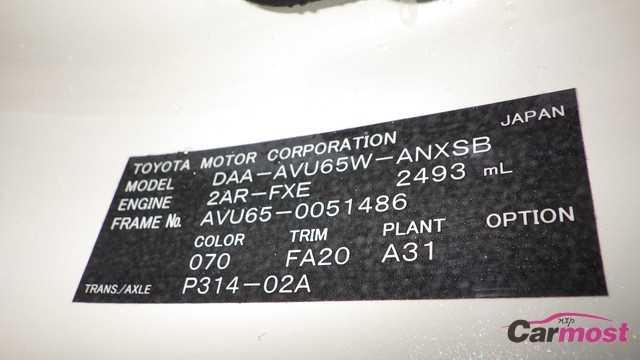 TOYOTA MOTOR CORPORATION JAPAN
MODEL DAA-AVU65W-ANXSB
ENGINE 2AR-FXE 2493 mL
FRAME No. AVU65-0051486
COLOR TRIM PLANT OPTION
070 FA20 A31
TRANS./AXLE P314-02A
Carmost